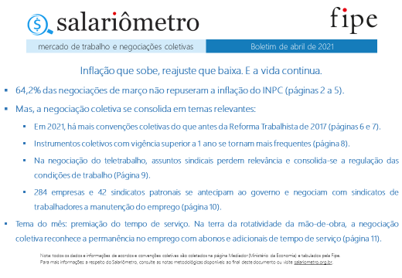 salariômetro
fipe
mercado de trabalho e negociações coletivas
Boletim de abril de 2021
Inflação que sobe, reajuste que baixa. E a vida continua.
• 64,2% das negociações de março não repuseram a inflação do INPC (páginas 2 a 5).
• Mas, a negociação coletiva se consolida em temas relevantes:
• Em 2021, há mais convenções coletivas do que antes da Reforma Trabalhista de 2017 (páginas 6 e 7).
• Instrumentos coletivos com vigência superior a 1 ano se tornam mais frequentes (página 8).
• Na negociação do teletrabalho, assuntos sindicais perdem relevância e consolida-se a regulação das
condições de trabalho (Página 9).
• 284 empresas e 42 sindicatos patronais se antecipam ao governo e negociam com sindicatos de
trabalhadores a manutenção do emprego (página 10).
• Tema do mês: premiação do tempo de serviço. Na terra da rotatividade da mão-de-obra, a negociação
coletiva reconhece a permanência no emprego com abonos e adicionais de tempo de serviço (página 11).
Nota: todos os dados e informações de acordos e convenções coletivas são coletados na página Mediador (Ministério da Economia) e tabulados pela Fipe.
Para mais informações a respeito do Salariômetro, consulte as notas metodológicas disponíveis ao final deste documento ou visite salariometro.org.br